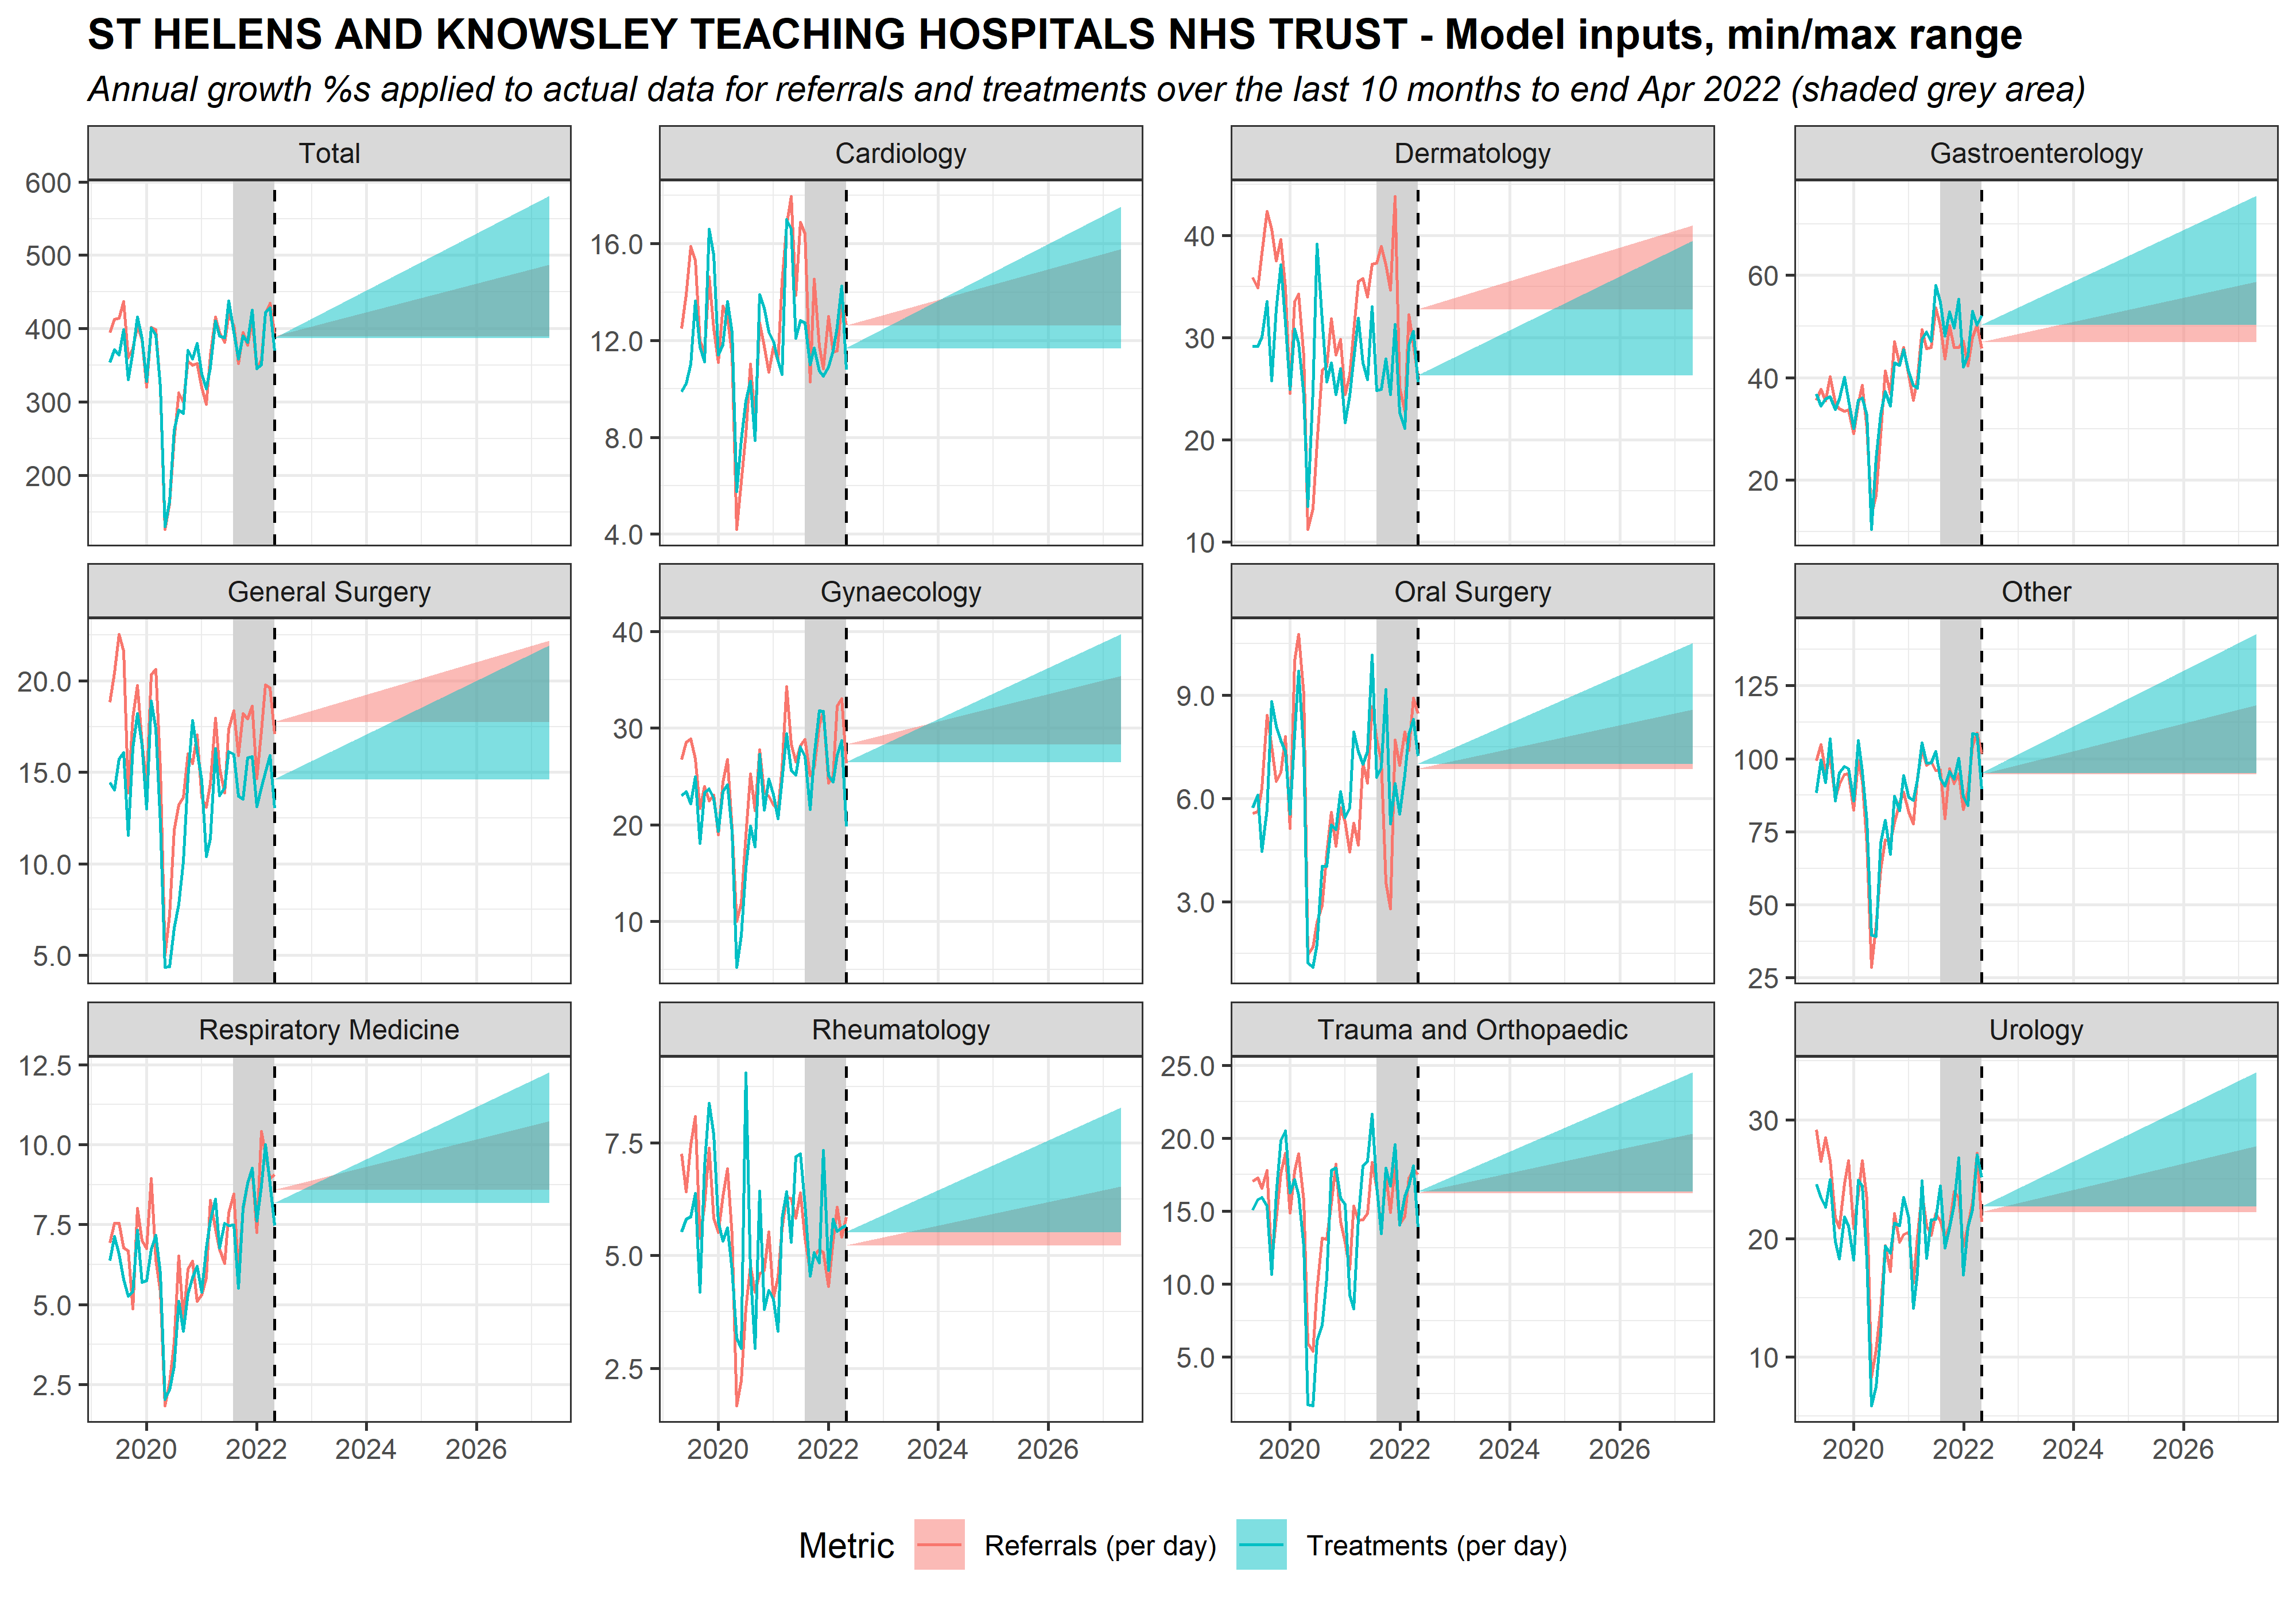 ST HELENS AND KNOWSLEY TEACHING HOSPITALS NHS TRUST - Model inputs, min/max range
Annual growth %s applied to actual data for referrals and treatments over the last 10 months to end Apr 2022 (shaded grey area)
Total
600
500
400
300
200
Cardiology
16.0
12.0
8.0
4.0
Dermatology
40
30
20
10
Gastroenterology
60
40
20
General Surgery
20.0
15.0
10.0
5.0
Gynaecology
40
30
20
10
Oral Surgery
9.0
6.0
3.0
Other
125
100
75
50
25
Respiratory Medicine
12.5
10.0
7.5
5.0
2.5
2020 2022 2024 2026
Rheumatology
7.5
5.0
2.5
2020 2022 2024 2026
Trauma and Orthopaedic
25.0
20.0
15.0
10.0
5.0
2020 2022 2024 2026
Urology
30
20
10
2020 2022 2024 2026
Metric Referrals (per day) Treatments (per day)